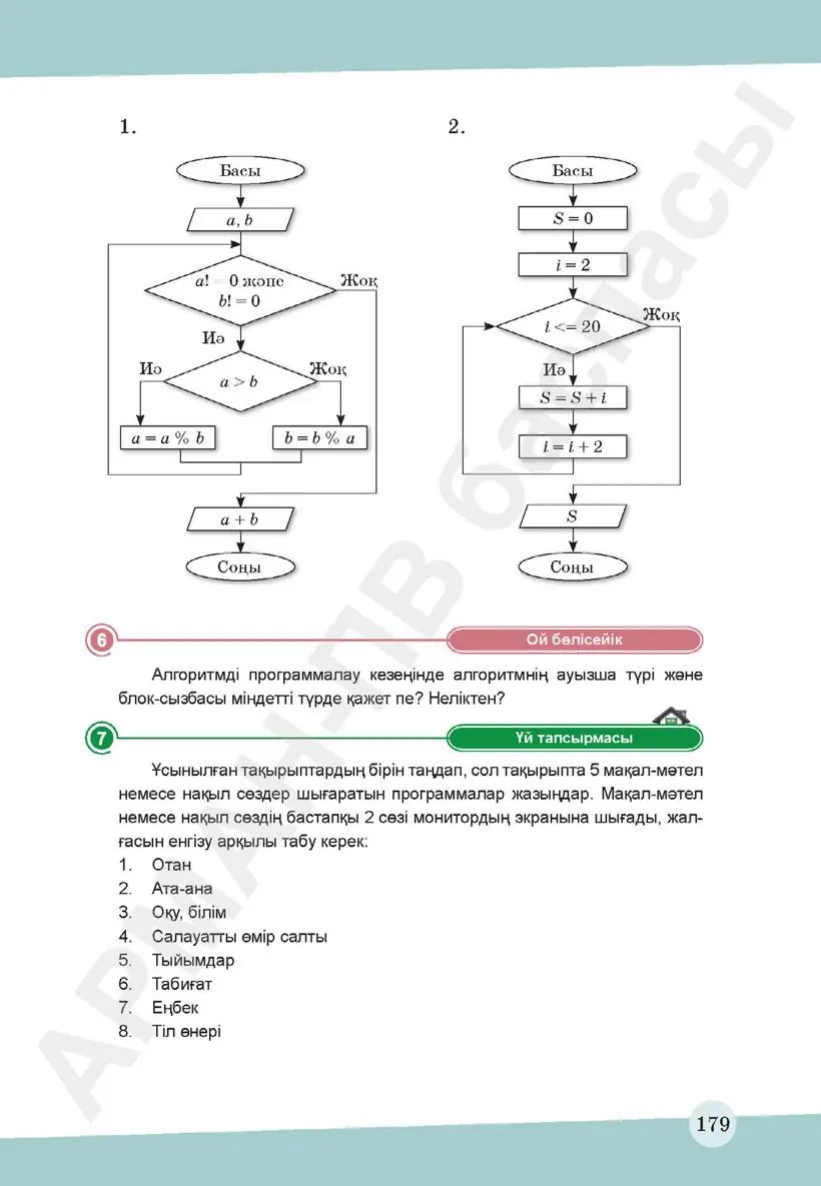 1.
2.
Басы
a, b
a! = 0 және
b! = 0
Жоқ
Иә
a > b
Иә
Жоқ
a = a % b
b = b % a
a + b
Соңы
Басы
S = 0
i = 2
i <= 20
Жоқ
Иә
S = S + i
i = i + 2
S
Соңы
6
Ой бөлісейік
Алгоритмді программалау кезеңінде алгоритмнің ауызша түрі және
блок-сызбасы міндетті түрде қажет пе? Неліктен?
7
Үй тапсырмасы
Ұсынылған тақырыптардың бірін таңдап, сол тақырыпта 5 мақал-мәтел
немесе нақыл сөздер шығаратын программалар жазыңдар. Мақал-мәтел
немесе нақыл сөздің бастапқы 2 сөзі монитордың экранына шығады, жал-
ғасын енгізу арқылы табу керек:
1. Отан
2. Ата-ана
3. Оқу, білім
4. Салауатты өмір салты
5. Тыйымдар
6. Табиғат
7. Еңбек
8. Тіл өнері
179
АРМАН-ПВ баспасы